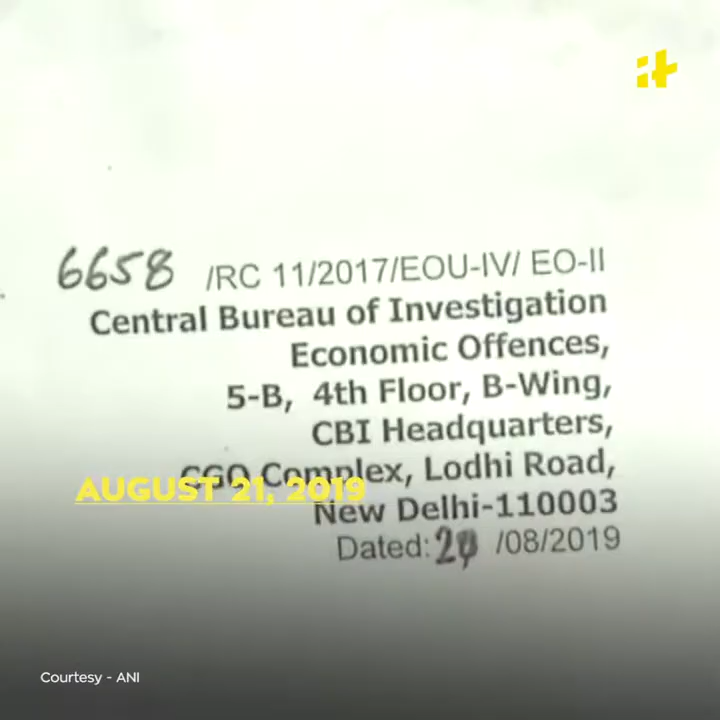 6658 /RC 11/2017/EOU-IV/ EO-II
Central Bureau of Investigation
Economic Offences,
5-B, 4th Floor, B-Wing,
CBI Headquarters,
CGO Complex, Lodhi Road,
AUGUST 21, 2019
New Delhi-110003
Dated: /08/2019
Courtesy - ANI